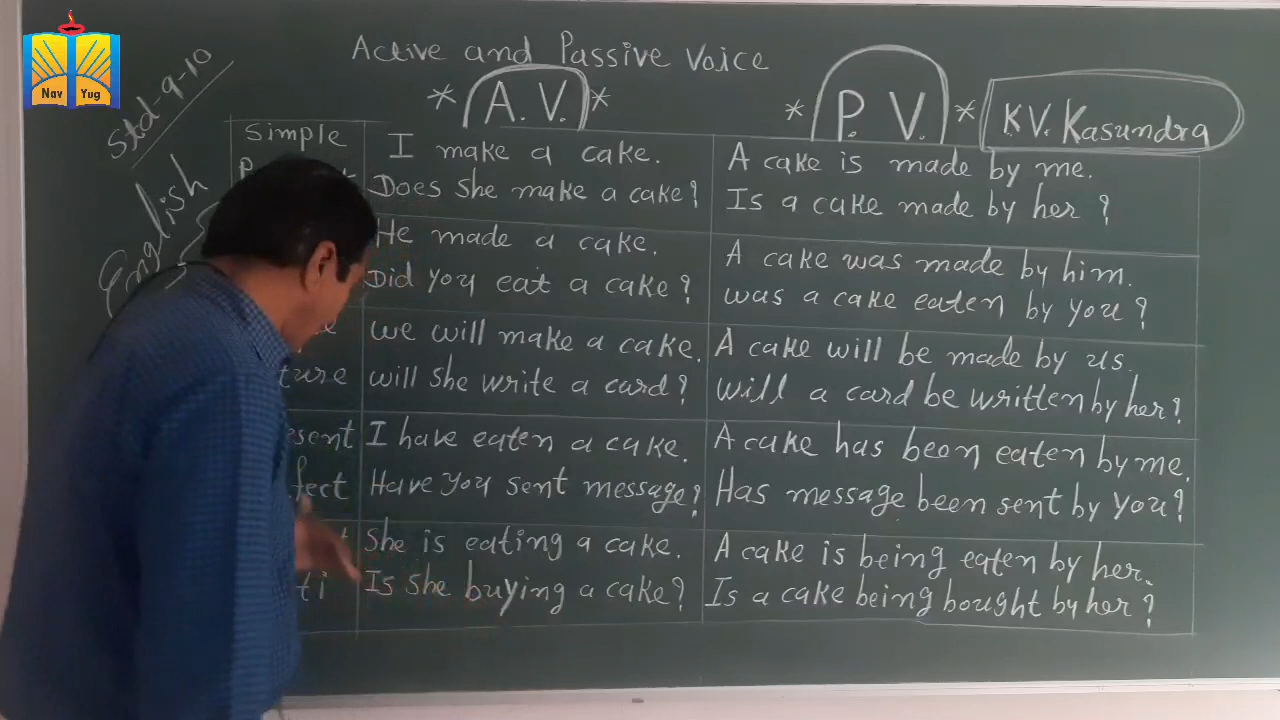 Nav Yug
Std-9-10
English
Active and Passive Voice
* A. V. *
* P. V. *
K.V. Kasundra
Simple
I make a cake.
Does She make a cake?
A cake is made by me.
Is a cake made by her ?
He made a cake.
Did you eat a cake?
A cake was made by him.
was a cake eaten by you ?
we will make a cake.
will she write a card?
A cake will be made by us.
will a card be written by her?
I have eaten a cake.
Have you sent message?
A cake has been eaten by me.
Has message been sent by you?
She is eating a cake.
Is She buying a cake?
A cake is being eaten by her.
Is a cake being bought by her ?